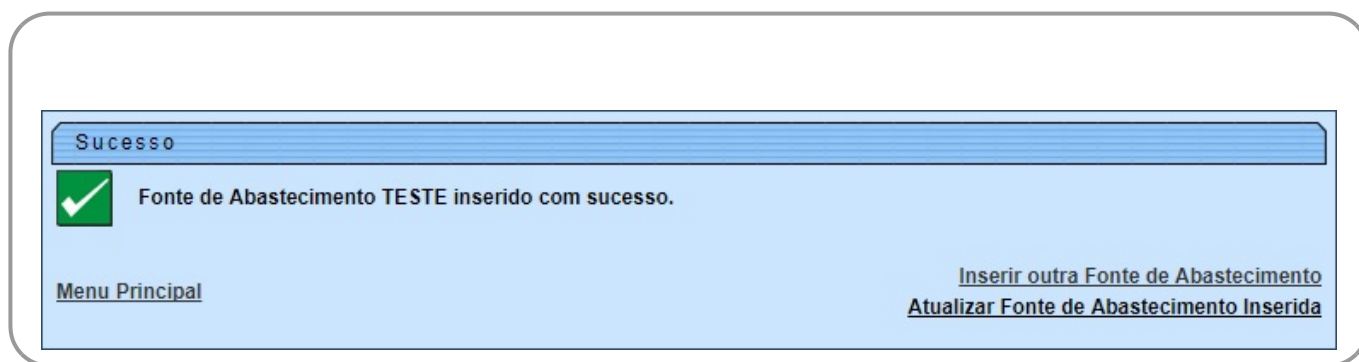 Sucesso
Fonte de Abastecimento TESTE inserido com sucesso.
Menu Principal
Inserir outra Fonte de Abastecimento
Atualizar Fonte de Abastecimento Inserida